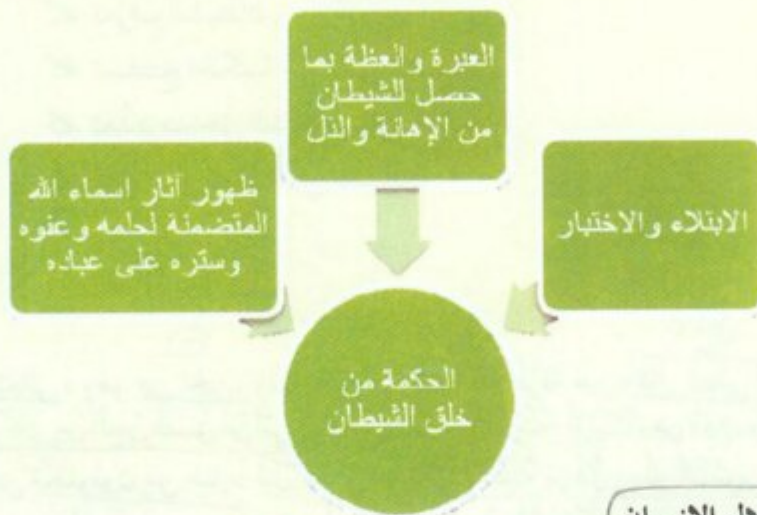 العبرة والعظة بما
حصل للشيطان
من الإهانة والذل
الابتلاء والاختبار
ظهور آثار اسماء الله
المتضمنة لحلمه وعفوه
وستره على عباده
الحكمة من
خلق الشيطان